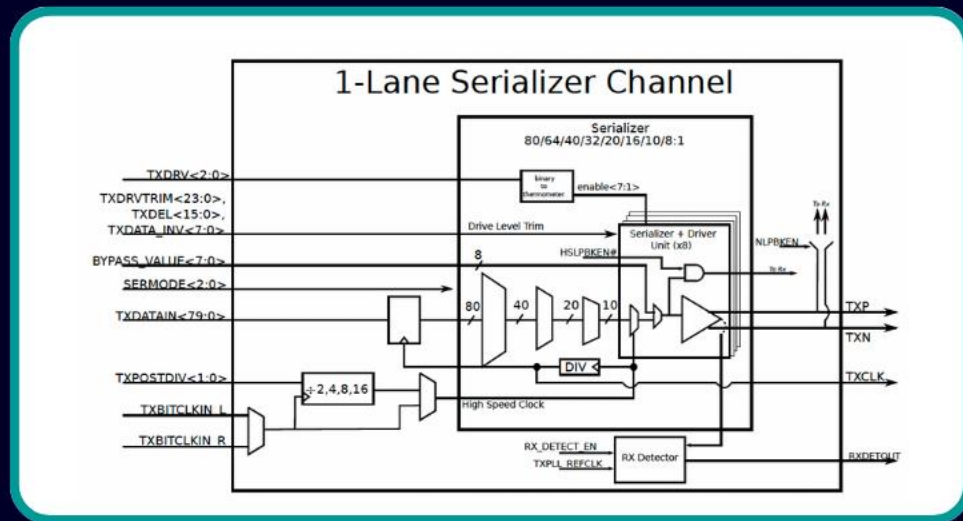 1-Lane Serializer Channel
Serializer
80/64/40/32/20/16/10/8:1
TXDRV<2:0>
binary
to
thermometer
enable<7:1>
TXDRVTRIM<23:0>,
TXDEL<15:0>,
TXDATA_INV<7:0>
Drive Level Trim
Serializer + Driver
Unit (x8)
To Rx
NLPBKEN
HSLPBKEN#
BYPASS_VALUE<7:0>
8
To Rx
SERMODE<2:0>
TXDATAIN<79:0>
80
40
20
10
TXP
TXN
DIV
TXPOSTDIV<1:0>
÷2,4,8,16
TXCLK
High Speed Clock
TXBITCLKIN_L
TXBITCLKIN_R
RX_DETECT_EN
TXPLL_REFCLK
RX Detector
RXDETOUT